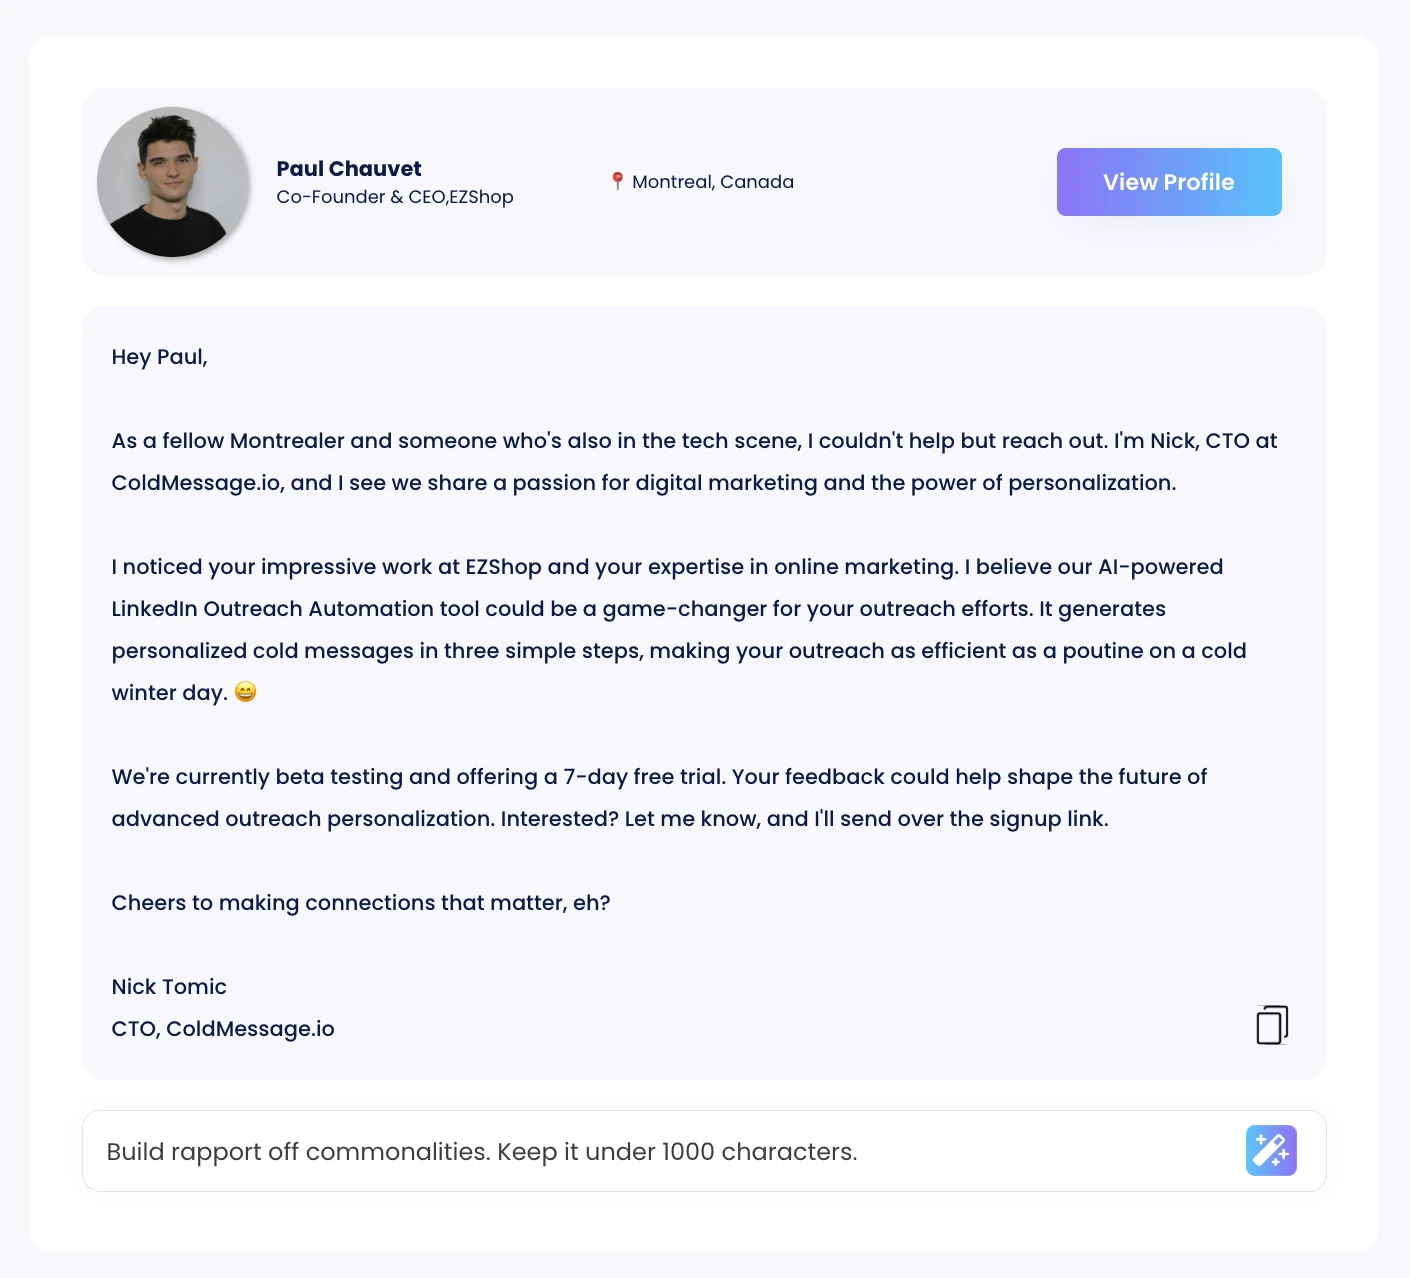 Paul Chauvet
Co-Founder & CEO,EZShop
📍 Montreal, Canada
View Profile
Hey Paul,
As a fellow Montrealer and someone who's also in the tech scene, I couldn't help but reach out. I'm Nick, CTO at
ColdMessage.io, and I see we share a passion for digital marketing and the power of personalization.
I noticed your impressive work at EZShop and your expertise in online marketing. I believe our AI-powered
LinkedIn Outreach Automation tool could be a game-changer for your outreach efforts. It generates
personalized cold messages in three simple steps, making your outreach as efficient as a poutine on a cold
winter day. 😄
We're currently beta testing and offering a 7-day free trial. Your feedback could help shape the future of
advanced outreach personalization. Interested? Let me know, and I'll send over the signup link.
Cheers to making connections that matter, eh?
Nick Tomic
CTO, ColdMessage.io
Build rapport off commonalities. Keep it under 1000 characters.